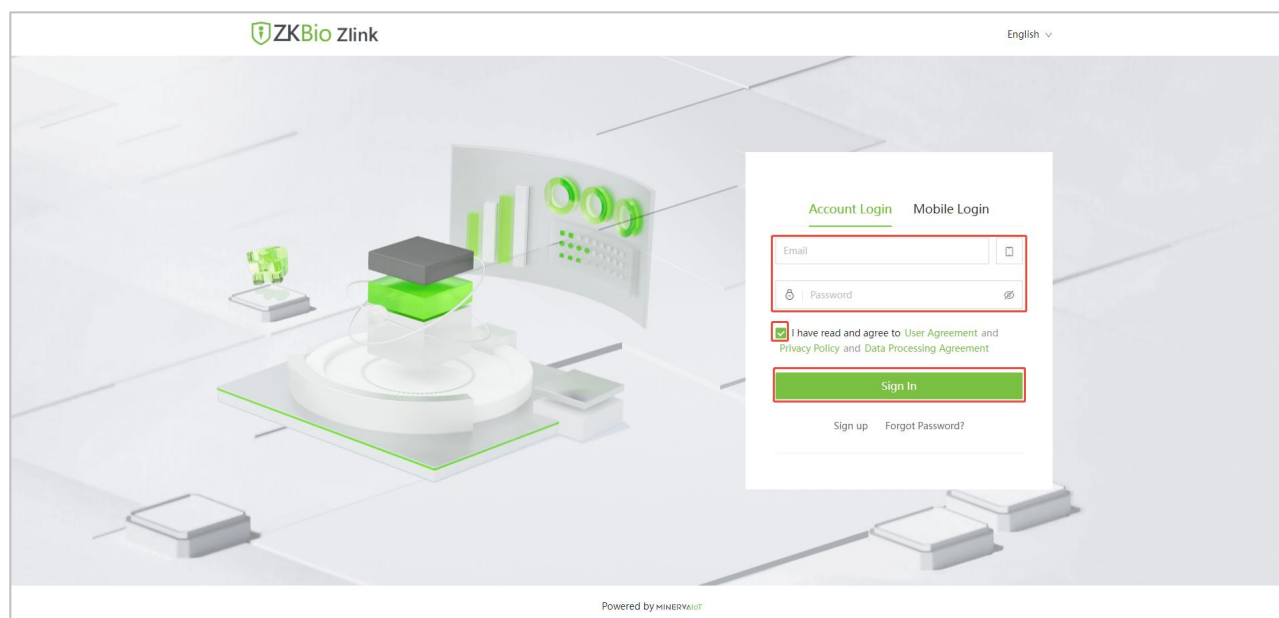 ZKBio Zlink
English
Account Login Mobile Login
Email
Password
I have read and agree to User Agreement and
Privacy Policy and Data Processing Agreement
Sign In
Sign up Forgot Password?
Powered by MINERVAIoT